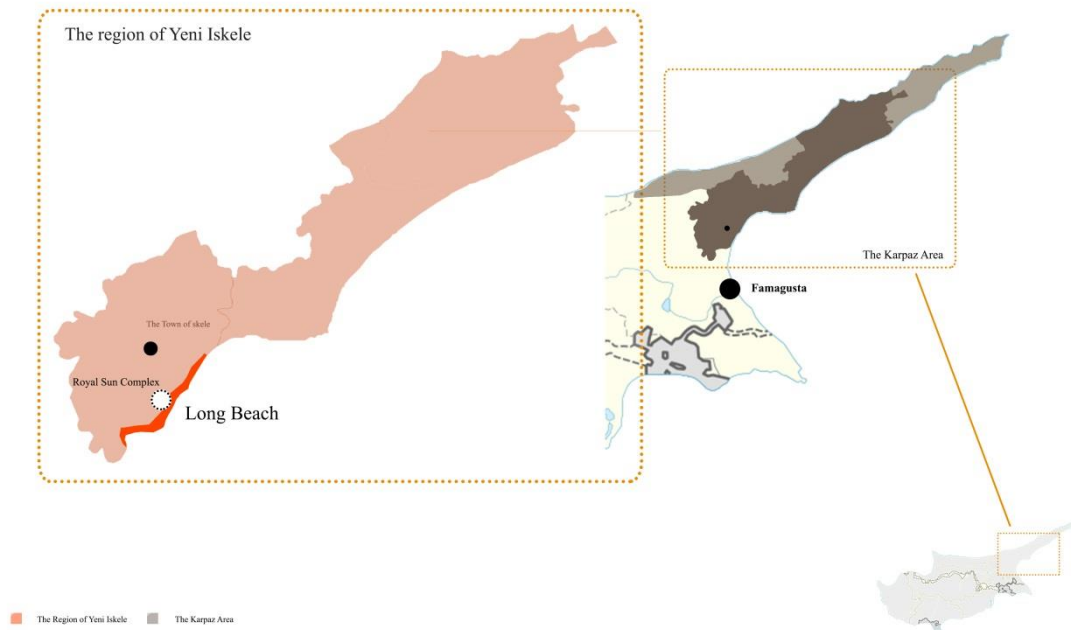 The region of Yeni Iskele
The Karpaz Area
Famagusta
The Town of skele
Royal Sun Complex
Long Beach
The Region of Yeni Iskele
The Karpaz Area